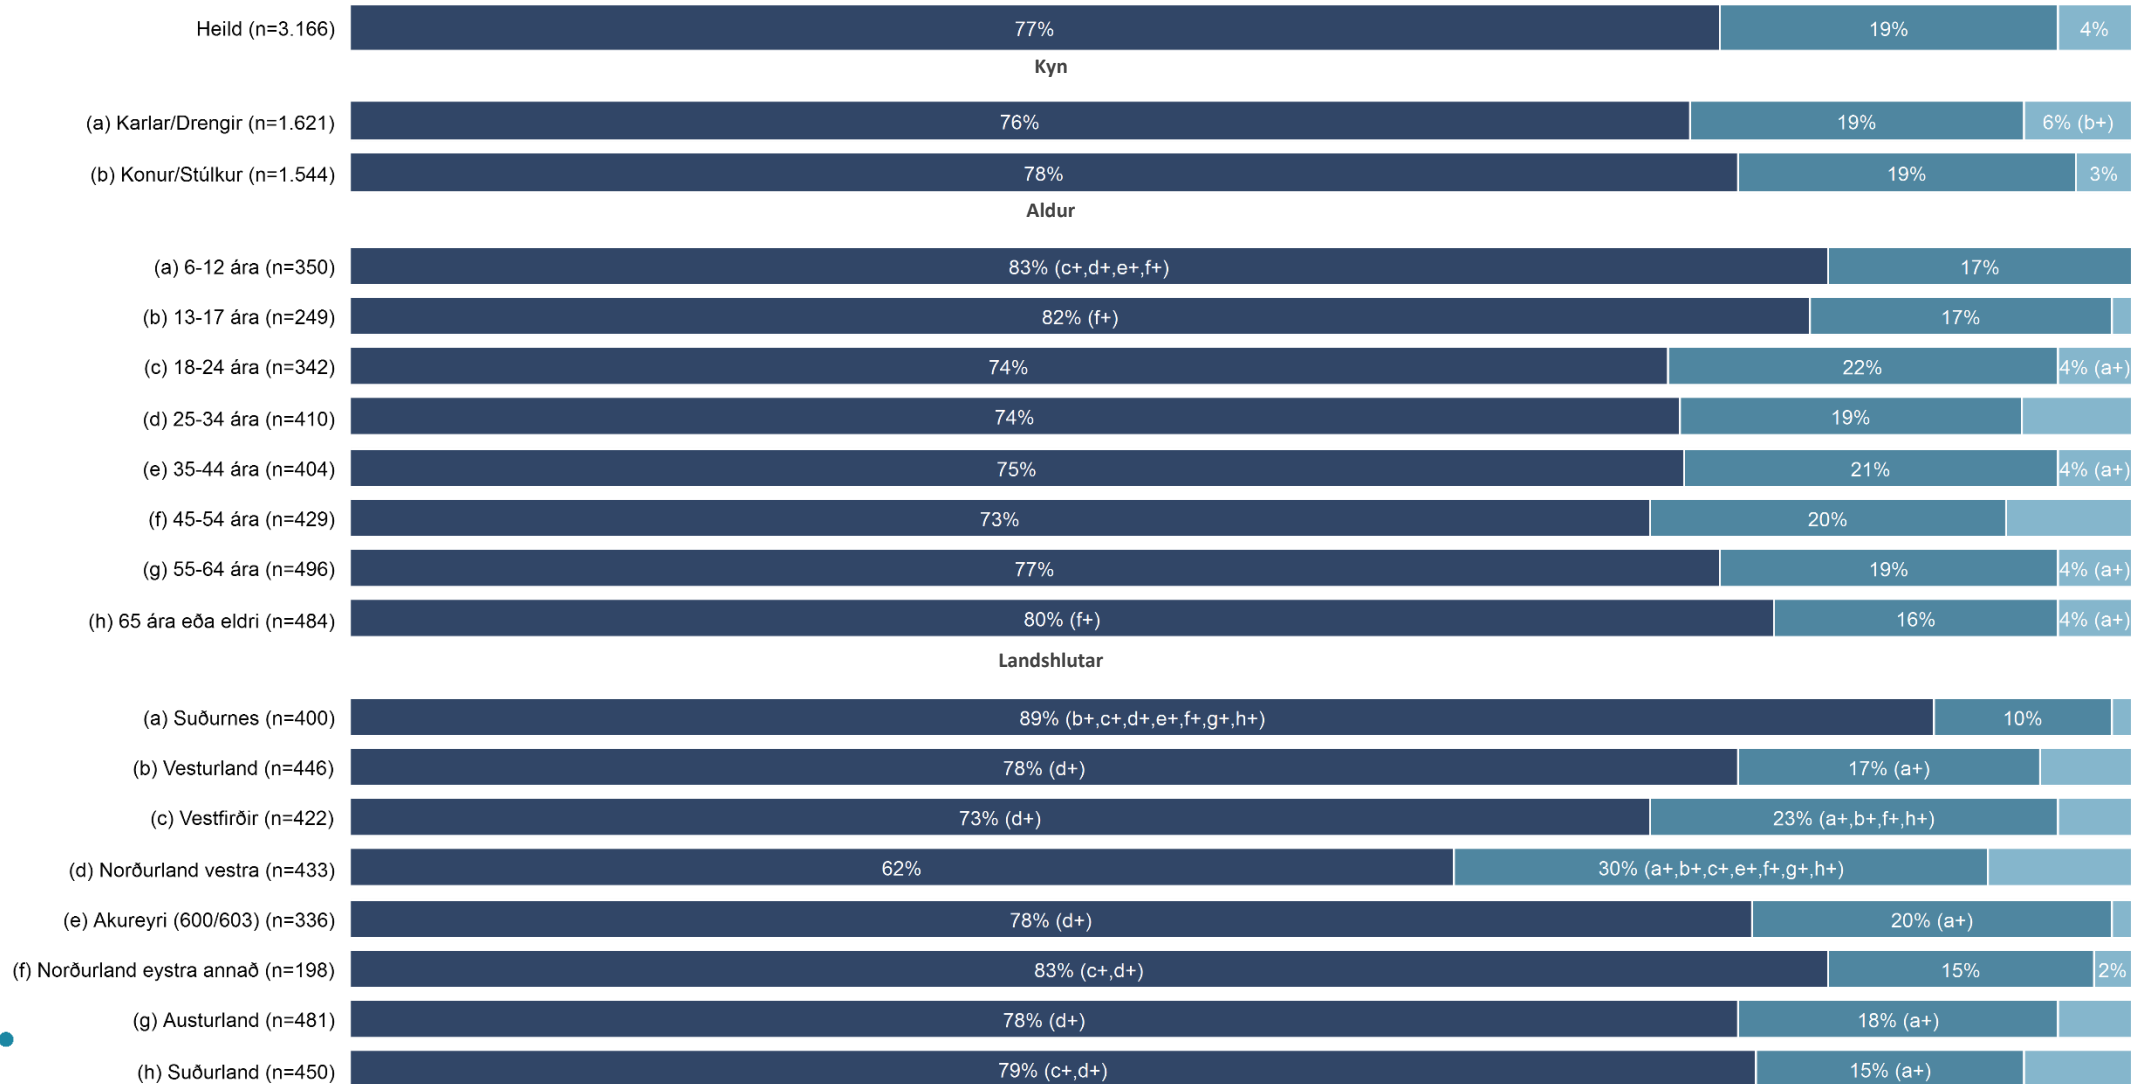 Heild (n=3.166) 77% 19% 4%
Kyn
(a) Karlar/Drengir (n=1.621) 76% 19% 6% (b+)
(b) Konur/Stúlkur (n=1.544) 78% 19% 3%
Aldur
(a) 6-12 ára (n=350) 83% (c+,d+,e+,f+) 17%
(b) 13-17 ára (n=249) 82% (f+) 17%
(c) 18-24 ára (n=342) 74% 22% 4% (a+)
(d) 25-34 ára (n=410) 74% 19%
(e) 35-44 ára (n=404) 75% 21% 4% (a+)
(f) 45-54 ára (n=429) 73% 20%
(g) 55-64 ára (n=496) 77% 19% 4% (a+)
(h) 65 ára eða eldri (n=484) 80% (f+) 16% 4% (a+)
Landshlutar
(a) Suðurnes (n=400) 89% (b+,c+,d+,e+,f+,g+,h+) 10%
(b) Vesturland (n=446) 78% (d+) 17% (a+)
(c) Vestfirðir (n=422) 73% (d+) 23% (a+,b+,f+,h+)
(d) Norðurland vestra (n=433) 62% 30% (a+,b+,c+,e+,f+,g+,h+)
(e) Akureyri (600/603) (n=336) 78% (d+) 20% (a+)
(f) Norðurland eystra annað (n=198) 83% (c+,d+) 15% 2%
(g) Austurland (n=481) 78% (d+) 18% (a+)
(h) Suðurland (n=450) 79% (c+,d+) 15% (a+)